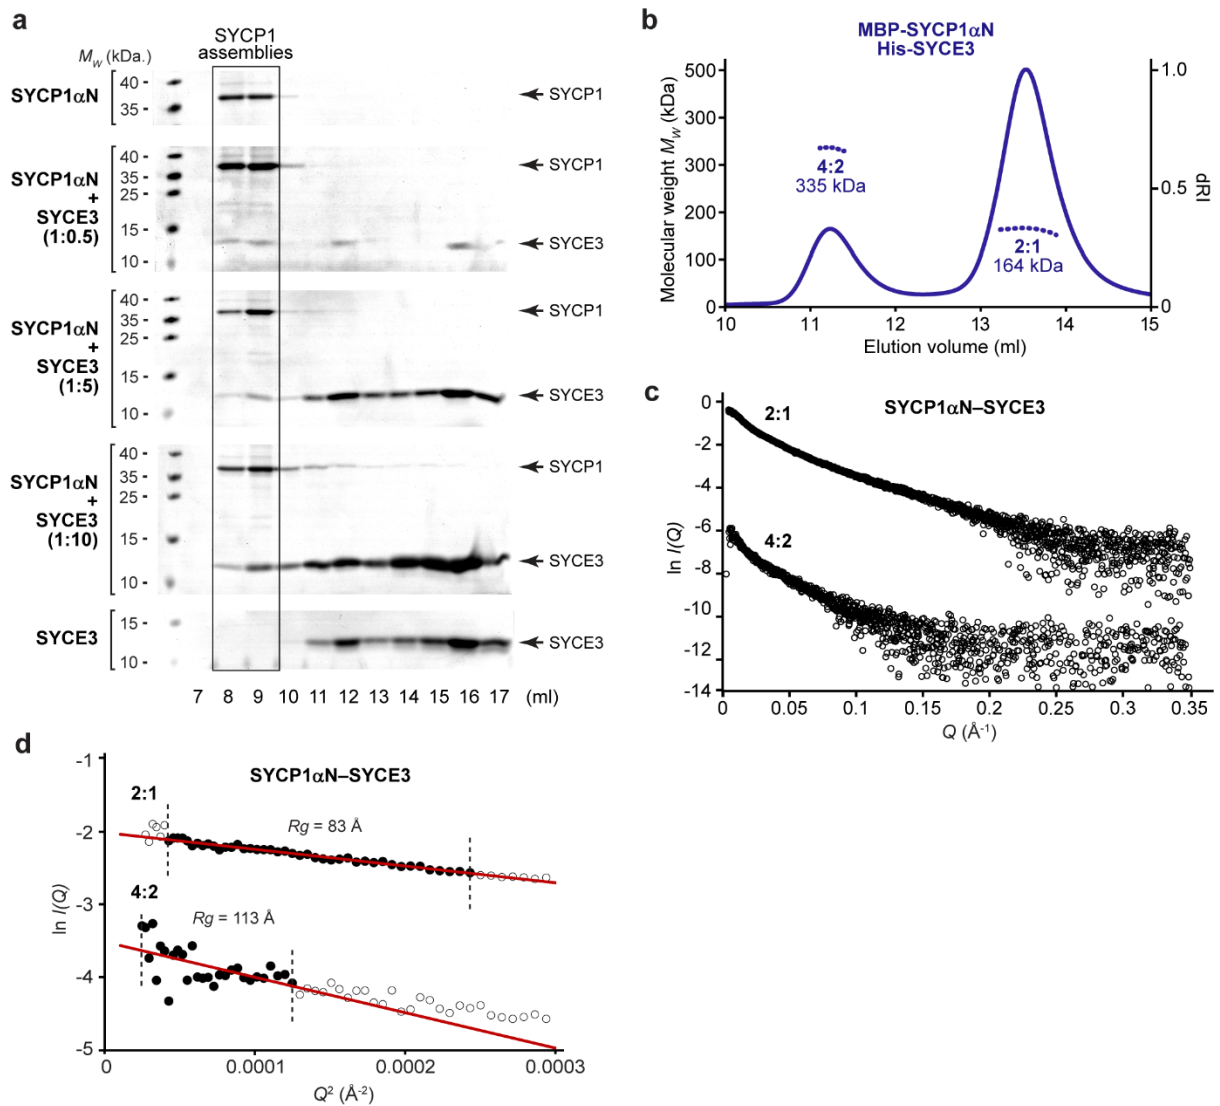 a
SYCP1
assemblies
Mw (kDa.)
SYCP1αN
40 -
35 -
SYCP1
SYCP1αN
+
SYCE3
(1:0.5)
40 -
35 -
25 -
15 -
10 -
SYCP1
SYCE3
SYCP1αN
+
SYCE3
(1:5)
40 -
35 -
25 -
15 -
10 -
SYCP1
SYCE3
SYCP1αN
+
SYCE3
(1:10)
40 -
35 -
25 -
15 -
10 -
SYCP1
SYCE3
SYCE3
15 -
10 -
SYCE3
7 8 9 10 11 12 13 14 15 16 17 (ml)
b
MBP-SYCP1αN
His-SYCE3
Molecular weight Mw (kDa)
500
300
300
200
100
0
4:2
335 kDa
2:1
164 kDa
1.0
0.5
0
dRI
10 11 12 13 14 15
Elution volume (ml)
c
SYCP1αN–SYCE3
ln I(Q)
0
-2
-4
-6
-8
-10
-12
-14
2:1
4:2
0 0.05 0.1 0.15 0.2 0.25 0.3 0.35
Q (Å-1)
d
SYCP1αN–SYCE3
ln I(Q)
-1
-2
-3
-4
-5
2:1
Rg = 83 Å
4:2
Rg = 113 Å
0 0.0001 0.0002 0.0003
Q2 (Å-2)